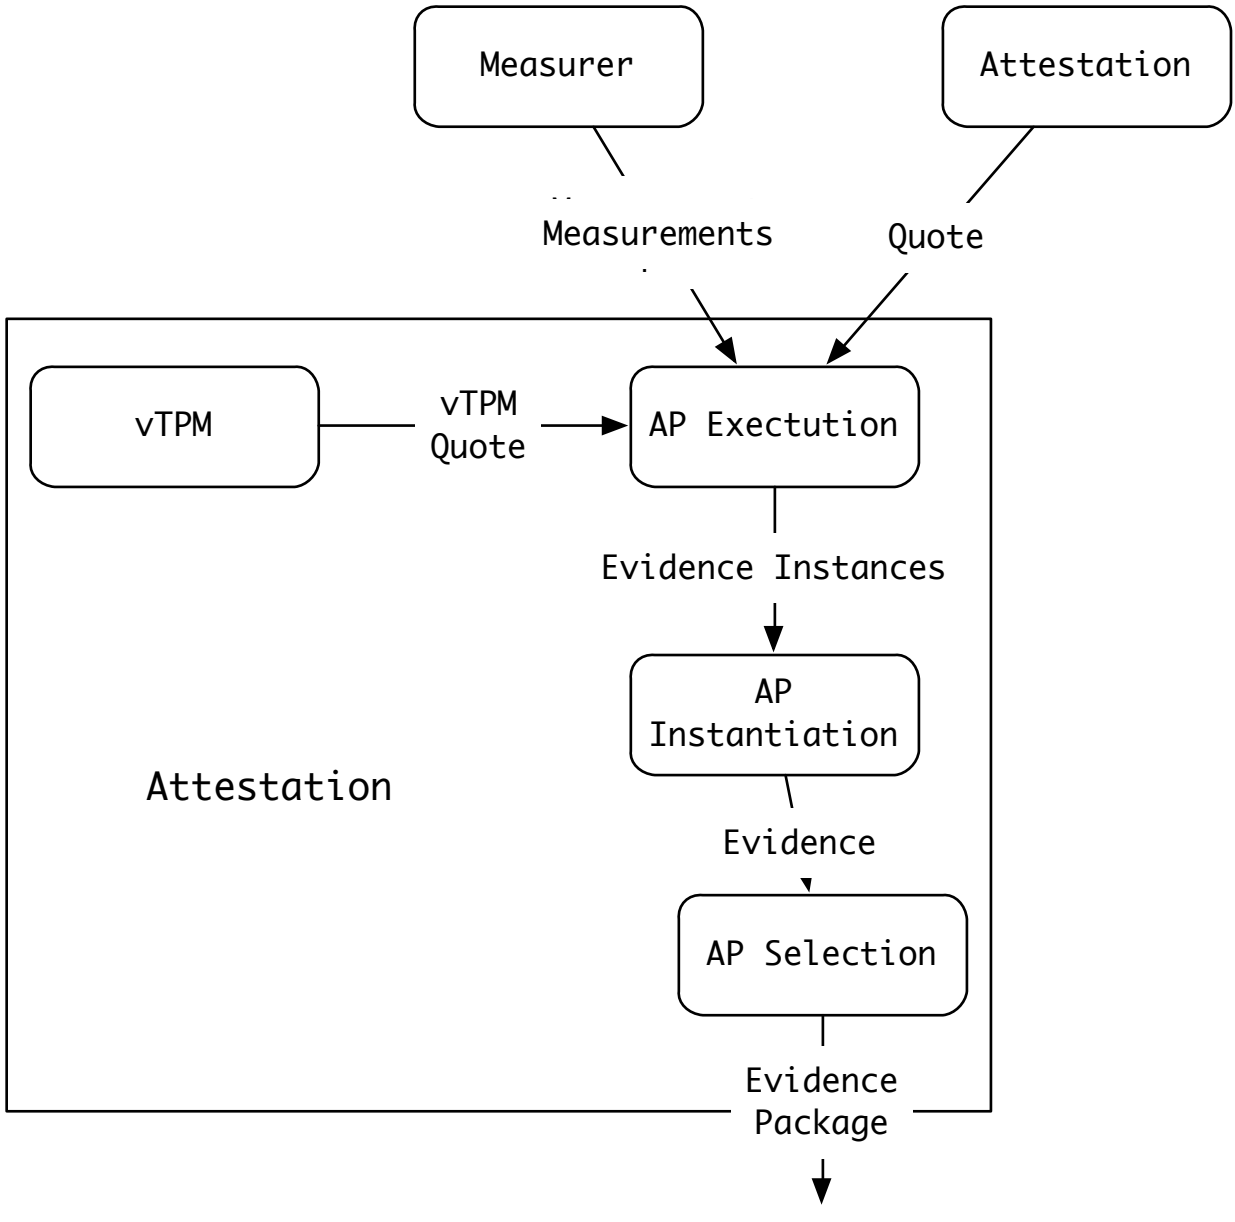 Measurer
Attestation
Measurements
Quote
vTPM
vTPM
Quote
AP Exectution
Evidence Instances
AP
Instantiation
Attestation
Evidence
AP Selection
Evidence
Package